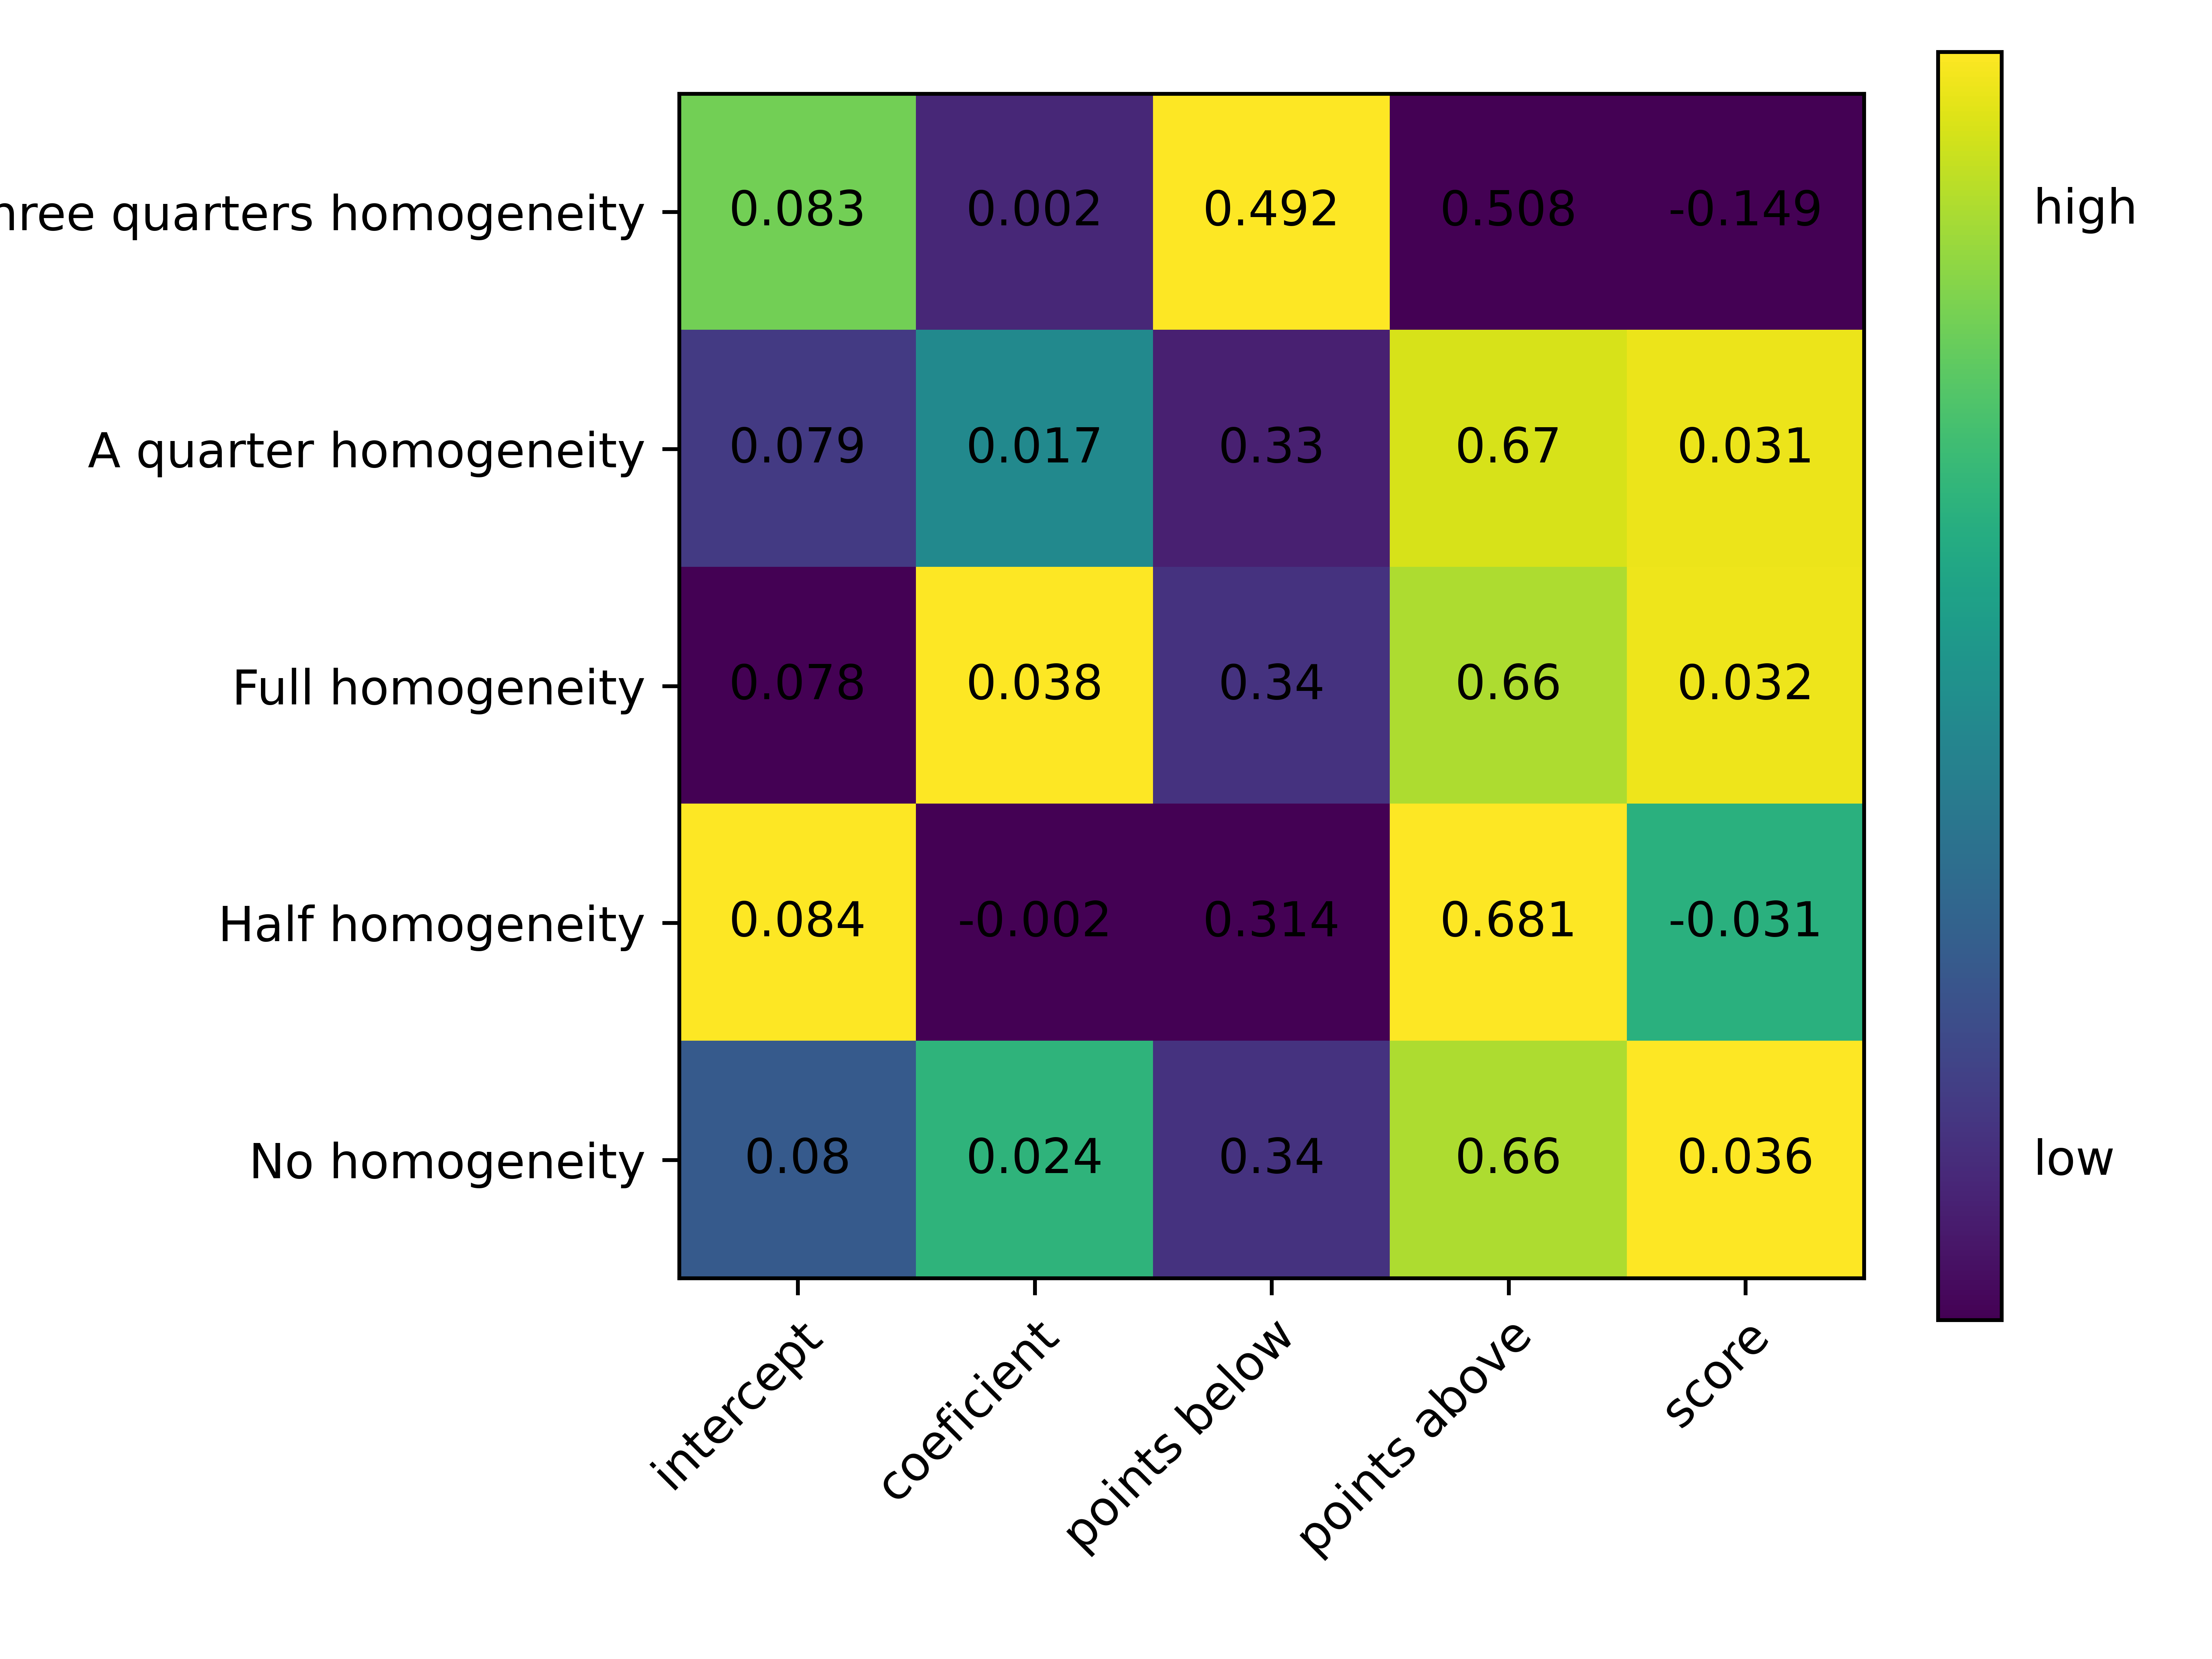 hree quarters homogeneity 0.083 0.002 0.492 0.508 -0.149 high
A quarter homogeneity 0.079 0.017 0.33 0.67 0.031
Full homogeneity 0.078 0.038 0.34 0.66 0.032
Half homogeneity 0.084 -0.002 0.314 0.681 -0.031
No homogeneity 0.08 0.024 0.34 0.66 0.036 low
intercept
coeficient
points below
points above
score